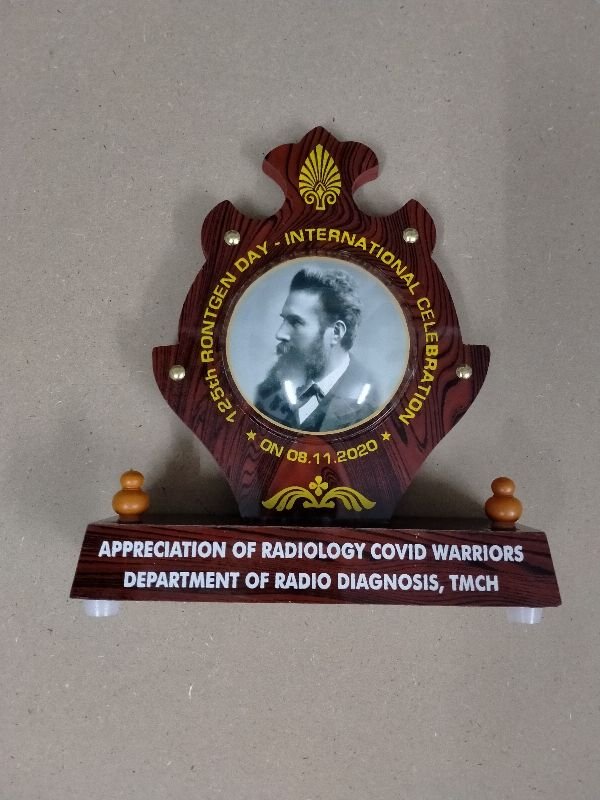 125th RONTGEN DAY - INTERNATIONAL CELEBRATION
★ ON 08.11.2020 ★
APPRECIATION OF RADIOLOGY COVID WARRIORS
DEPARTMENT OF RADIO DIAGNOSIS, TMCH